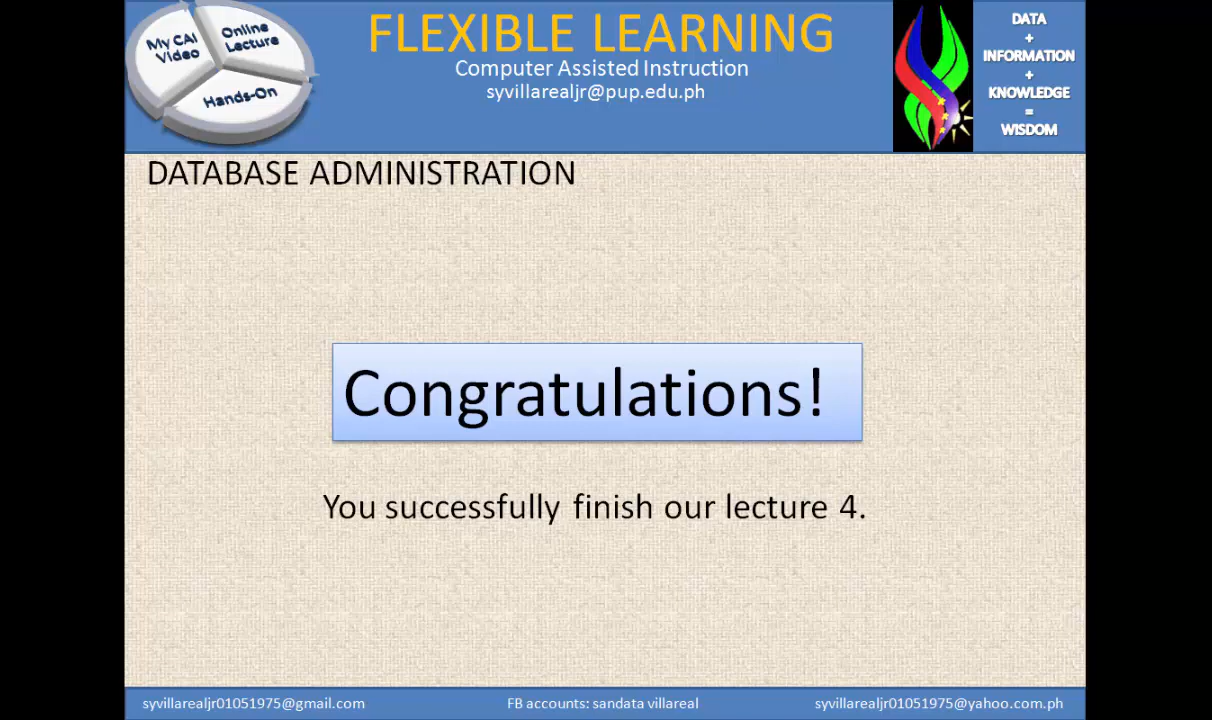 My CAI
Video
Online
Lecture
Hands-On
FLEXIBLE LEARNING
Computer Assisted Instruction
syvillarealjr@pup.edu.ph
DATA
+
INFORMATION
+
KNOWLEDGE
=
WISDOM
DATABASE ADMINISTRATION
Congratulations!
You successfully finish our lecture 4.
syvillarealjr01051975@gmail.com
FB accounts: sandata villareal
syvillarealjr01051975@yahoo.com.ph